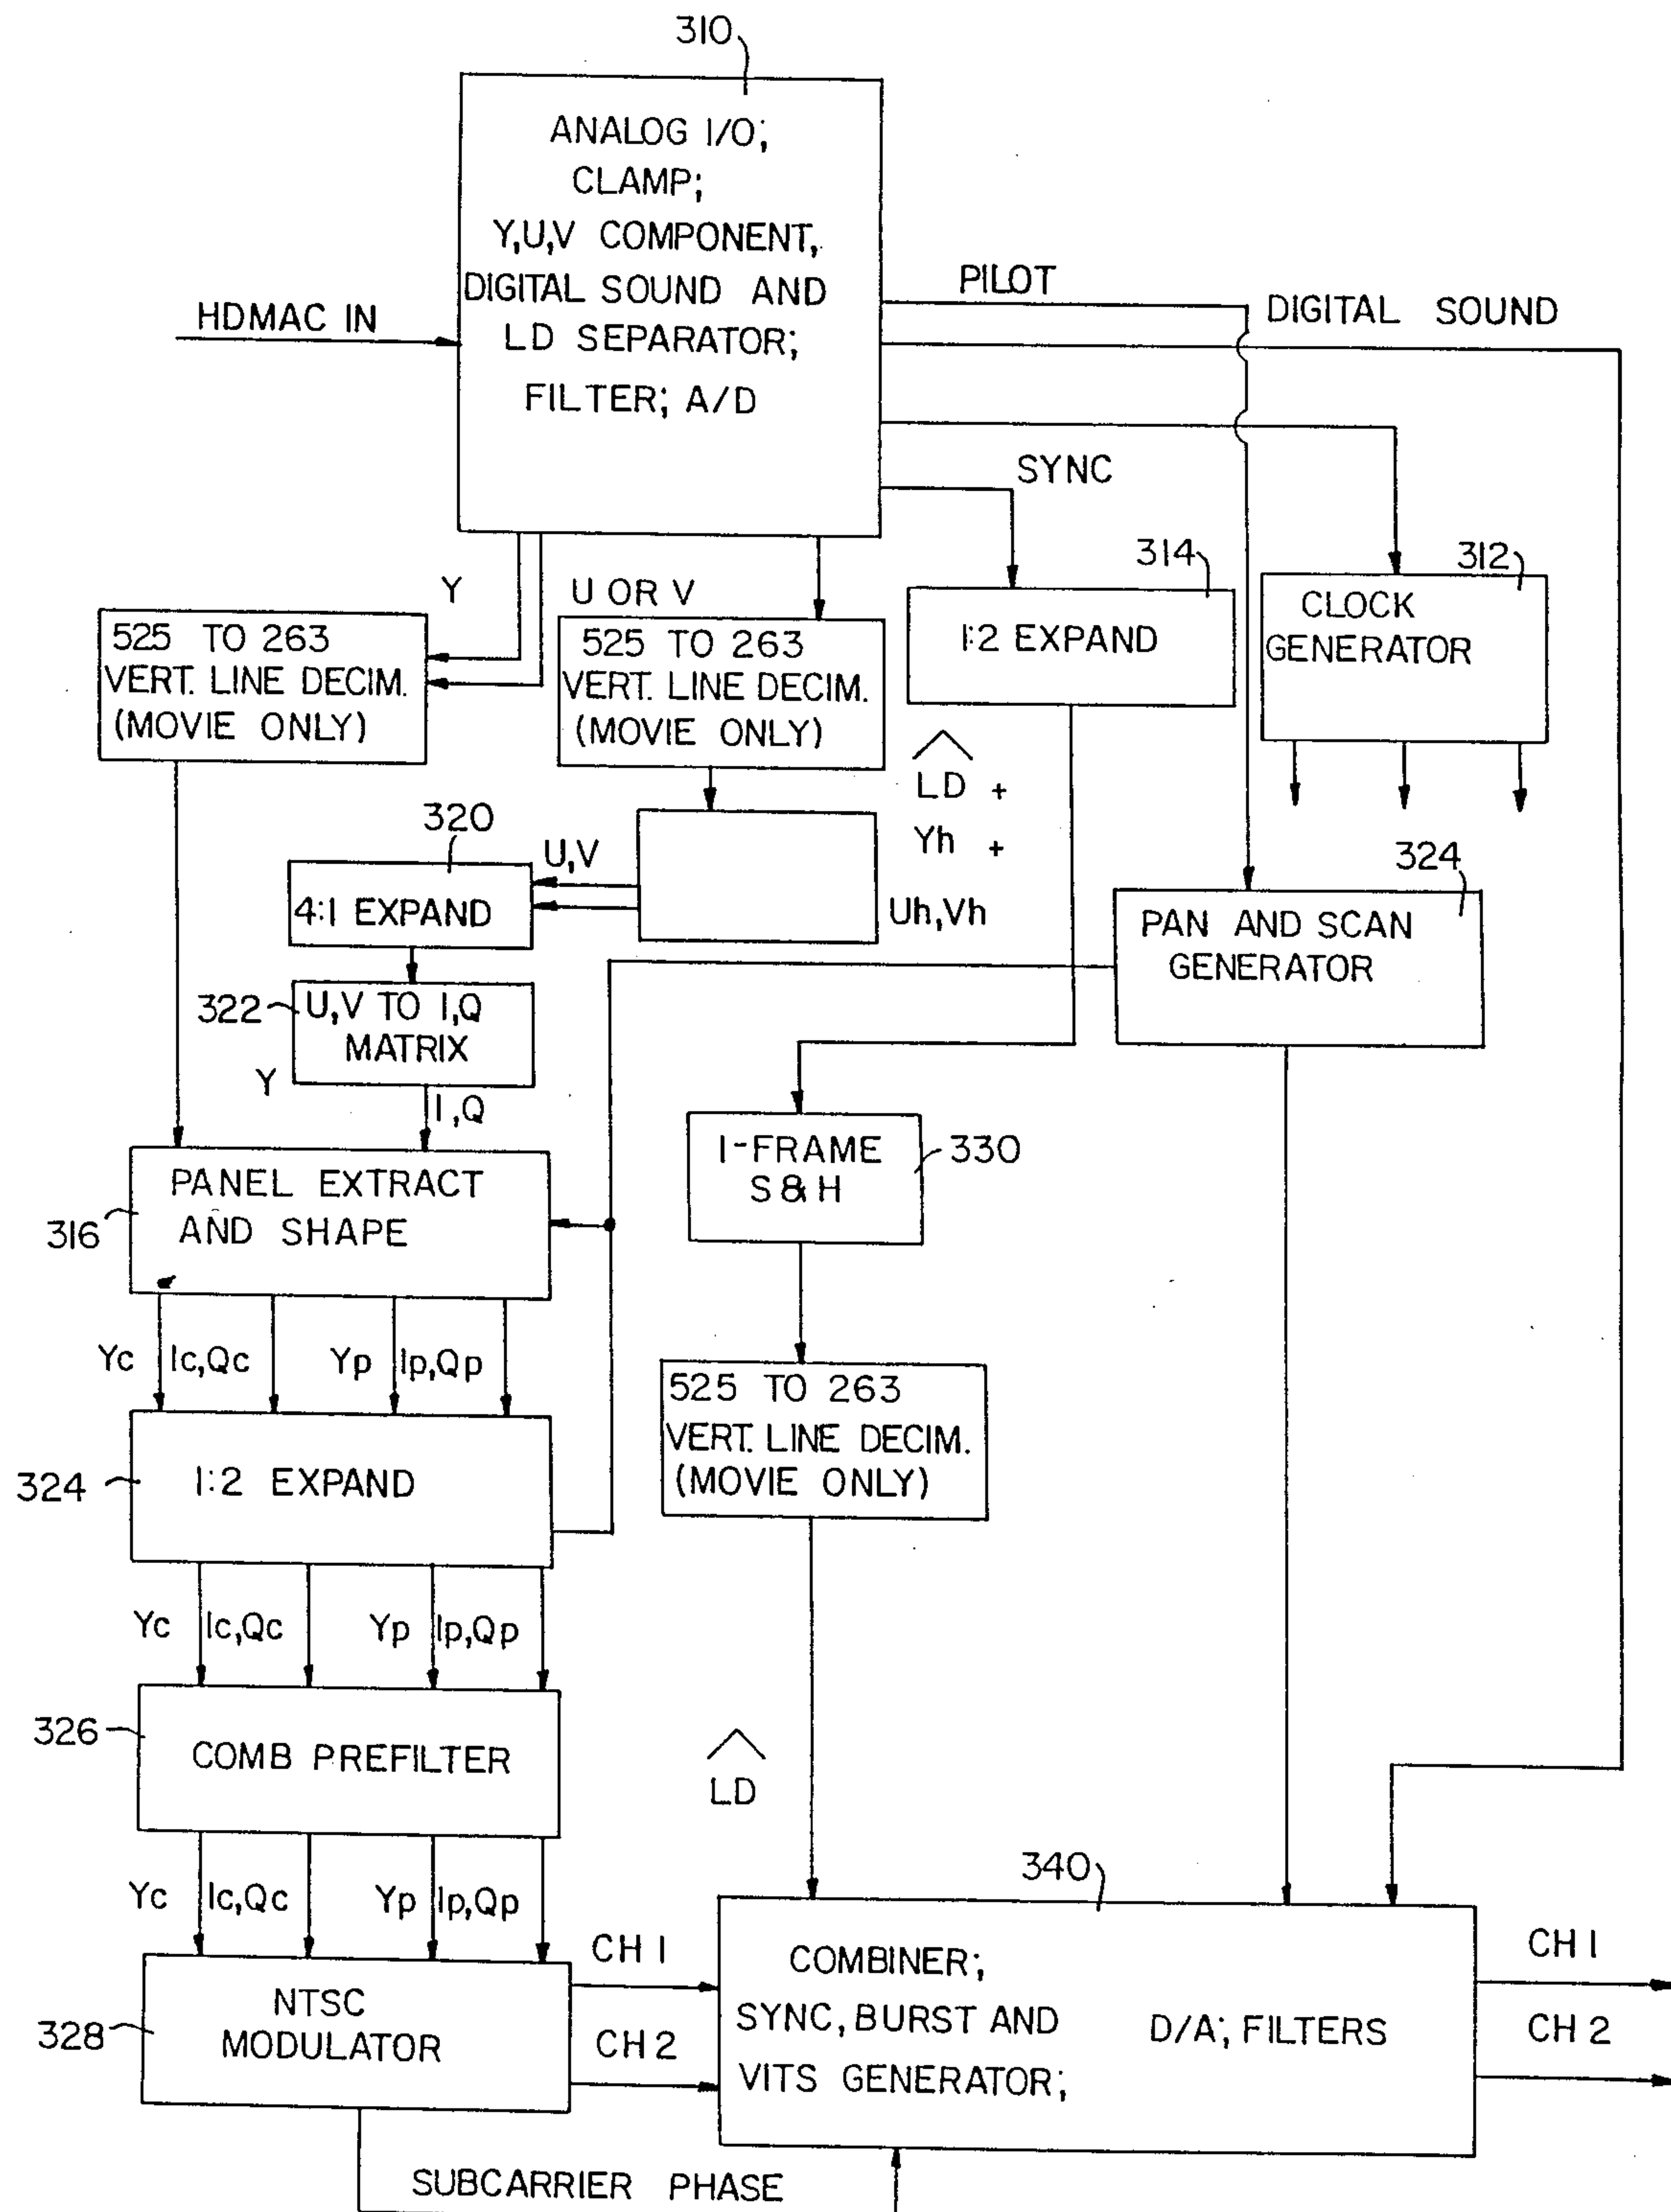 310
ANALOG I/O;
CLAMP;
Y,U,V COMPONENT,
DIGITAL SOUND AND
LD SEPARATOR;
FILTER; A/D
HDMAC IN
PILOT
DIGITAL SOUND
SYNC
314
312
Y
U OR V
525 TO 263
VERT. LINE DECIM.
(MOVIE ONLY)
525 TO 263
VERT. LINE DECIM.
(MOVIE ONLY)
1:2 EXPAND
CLOCK
GENERATOR
LD +
Yh +
Uh,Vh
320
U,V
4:1 EXPAND
324
PAN AND SCAN
GENERATOR
322
U,V TO I,Q
MATRIX
Y
I,Q
316
PANEL EXTRACT
AND SHAPE
1-FRAME
S & H
330
Yc
Ic,Qc
Yp
Ip,Qp
525 TO 263
VERT. LINE DECIM.
(MOVIE ONLY)
324
1:2 EXPAND
Yc
Ic,Qc
Yp
Ip,Qp
326
COMB PREFILTER
LD
Yc
Ic,Qc
Yp
Ip,Qp
340
328
NTSC
MODULATOR
CH 1
CH 2
COMBINER;
SYNC, BURST AND
VITS GENERATOR;
D/A; FILTERS
CH 1
CH 2
SUBCARRIER PHASE